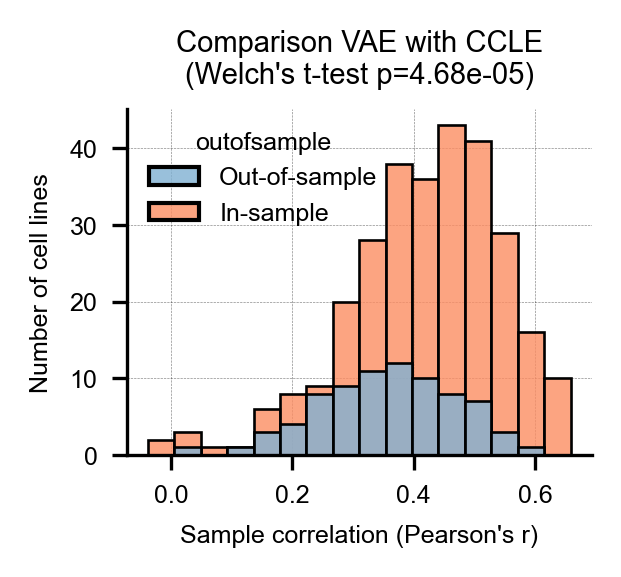 Comparison VAE with CCLE
(Welch's t-test p=4.68e-05)
outofsample
Out-of-sample
In-sample
Number of cell lines
40
30
20
10
0
0.0 0.2 0.4 0.6
Sample correlation (Pearson's r)